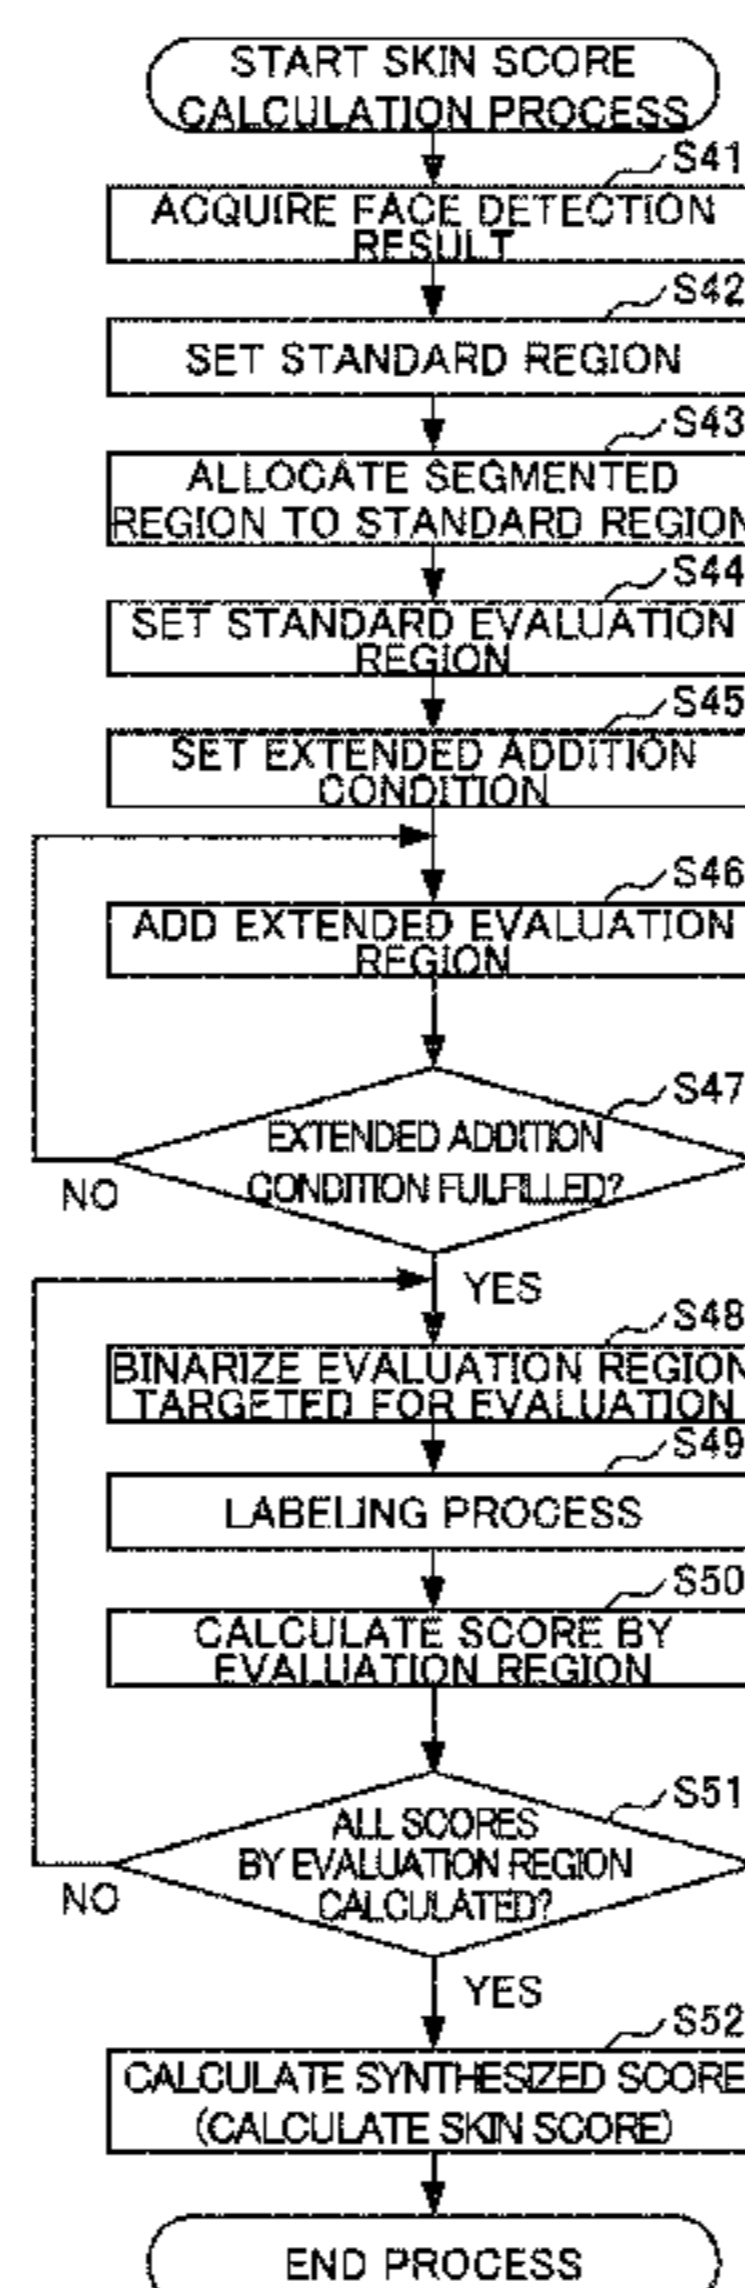 START SKIN SCORE
CALCULATION PROCESS
S41
ACQUIRE FACE DETECTION
RESULT
S42
SET STANDARD REGION
S43
ALLOCATE SEGMENTED
REGION TO STANDARD REGION
S44
SET STANDARD EVALUATION
REGION
S45
SET EXTENDED ADDITION
CONDITION
S46
ADD EXTENDED EVALUATION
REGION
S47
EXTENDED ADDITION
CONDITION FULFILLED?
NO
YES
S48
BINARIZE EVALUATION REGION
TARGETED FOR EVALUATION
S49
LABELING PROCESS
S50
CALCULATE SCORE BY
EVALUATION REGION
S51
ALL SCORES
BY EVALUATION REGION
CALCULATED?
NO
YES
S52
CALCULATE SYNTHESIZED SCORE
(CALCULATE SKIN SCORE)
END PROCESS